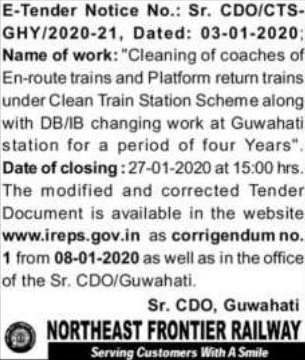 E-Tender Notice No.: Sr. CDO/CTS-
GHY/2020-21, Dated: 03-01-2020;
Name of work: "Cleaning of coaches of
En-route trains and Platform return trains
under Clean Train Station Scheme along
with DB/IB changing work at Guwahati
station for a period of four Years".
Date of closing : 27-01-2020 at 15:00 hrs.
The modified and corrected Tender
Document is available in the website
www.ireps.gov.in as corrigendum no.
1 from 08-01-2020 as well as in the office
of the Sr. CDO/Guwahati.
Sr. CDO, Guwahati
NORTHEAST FRONTIER RAILWAY
Serving Customers With A Smile